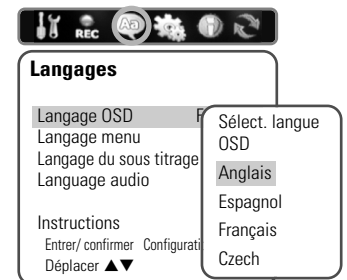 REC Aa i
Langages
Langage OSD F
Langage menu
Langage du sous titrage
Language audio
Instructions
Entrer/ confirmer Configurati
Déplacer ▲▼
Sélect. langue
OSD
Anglais
Espagnol
Français
Czech